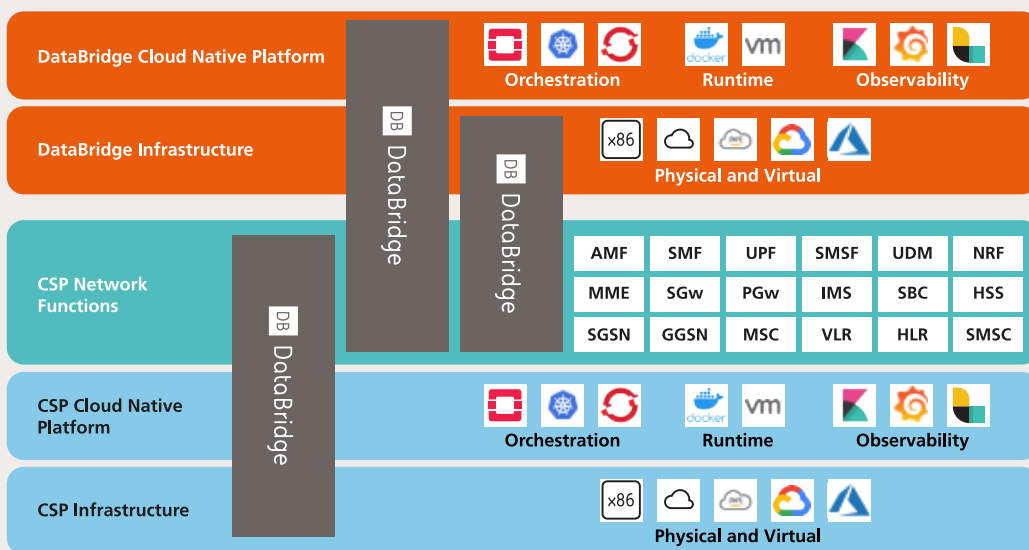 DataBridge Cloud Native Platform
docker
vm
Orchestration
Runtime
Observability
DataBridge Infrastructure
x86
Physical and Virtual
DB DataBridge
DB DataBridge
CSP Network
Functions
AMF SMF UPF SMSF UDM NRF
MME SGw PGw IMS SBC HSS
SGSN GGSN MSC VLR HLR SMSC
DB DataBridge
CSP Cloud Native
Platform
docker
vm
Orchestration
Runtime
Observability
CSP Infrastructure
x86
Physical and Virtual